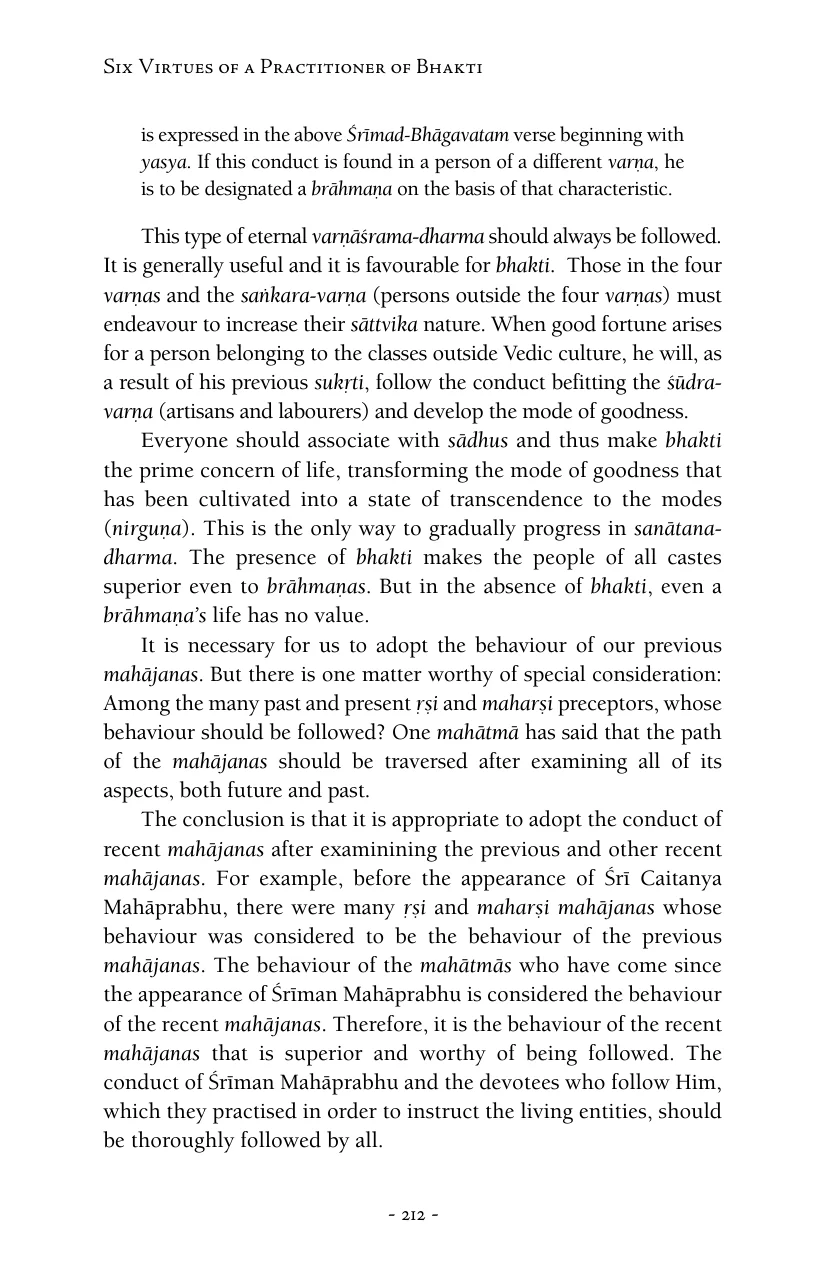 Six Virtues of a Practitioner of Bhakti
is expressed in the above Śrīmad-Bhāgavatam verse beginning with
yasya. If this conduct is found in a person of a different varṇa, he
is to be designated a brāhmaṇa on the basis of that characteristic.
This type of eternal varṇāśrama-dharma should always be followed.
It is generally useful and it is favourable for bhakti. Those in the four
varṇas and the saṅkara-varṇa (persons outside the four varṇas) must
endeavour to increase their sāttvika nature. When good fortune arises
for a person belonging to the classes outside Vedic culture, he will, as
a result of his previous sukṛti, follow the conduct befitting the śūdra-
varṇa (artisans and labourers) and develop the mode of goodness.
Everyone should associate with sādhus and thus make bhakti
the prime concern of life, transforming the mode of goodness that
has been cultivated into a state of transcendence to the modes
(nirguṇa). This is the only way to gradually progress in sanātana-
dharma. The presence of bhakti makes the people of all castes
superior even to brāhmaṇas. But in the absence of bhakti, even a
brāhmaṇa's life has no value.
It is necessary for us to adopt the behaviour of our previous
mahājanas. But there is one matter worthy of special consideration:
Among the many past and present ṛṣi and maharṣi preceptors, whose
behaviour should be followed? One mahātmā has said that the path
of the mahājanas should be traversed after examining all of its
aspects, both future and past.
The conclusion is that it is appropriate to adopt the conduct of
recent mahājanas after examinining the previous and other recent
mahājanas. For example, before the appearance of Śrī Caitanya
Mahāprabhu, there were many ṛṣi and maharṣi mahājanas whose
behaviour was considered to be the behaviour of the previous
mahājanas. The behaviour of the mahātmās who have come since
the appearance of Śrīman Mahāprabhu is considered the behaviour
of the recent mahājanas. Therefore, it is the behaviour of the recent
mahājanas that is superior and worthy of being followed. The
conduct of Śrīman Mahāprabhu and the devotees who follow Him,
which they practised in order to instruct the living entities, should
be thoroughly followed by all.
- 212 -